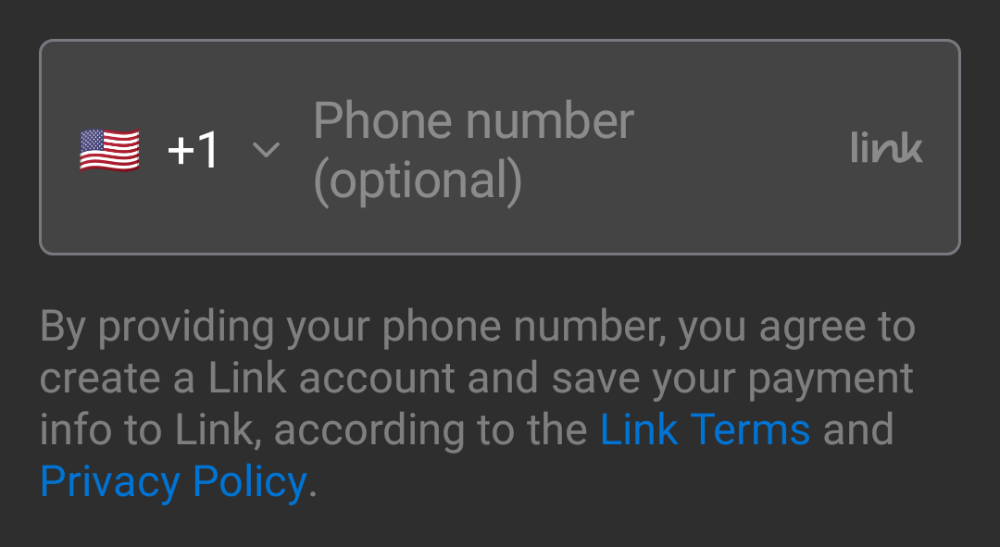 +1
Phone number
(optional)
link
By providing your phone number, you agree to
create a Link account and save your payment
info to Link, according to the Link Terms and
Privacy Policy.